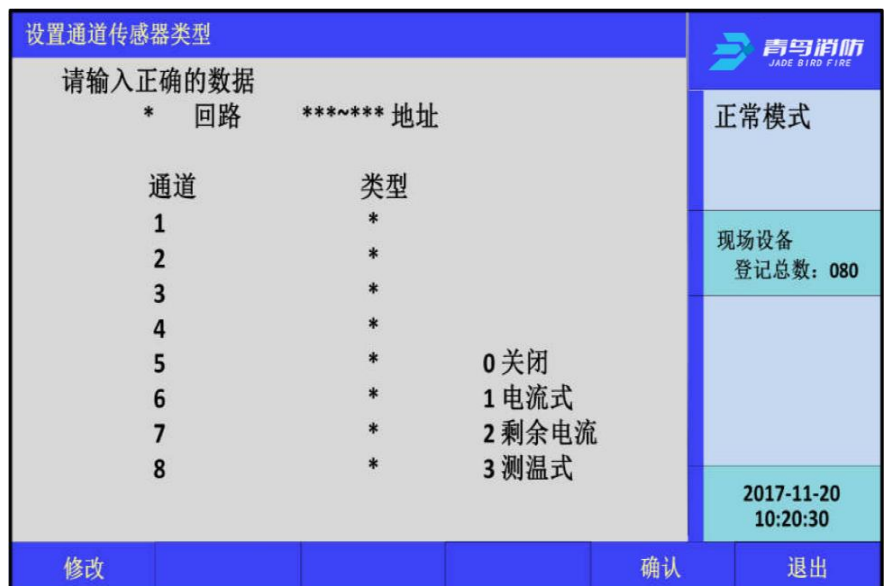 设置通道传感器类型
请输入正确的数据
* 回路 ***~*** 地址
通道 类型
1 *
2 *
3 *
4 *
5 * 0 关闭
6 * 1 电流式
7 * 2 剩余电流
8 * 3 测温式
青鸟消防
JADE BIRD FIRE
正常模式
现场设备
登记总数：080
2017-11-20
10:20:30
修改 确认 退出